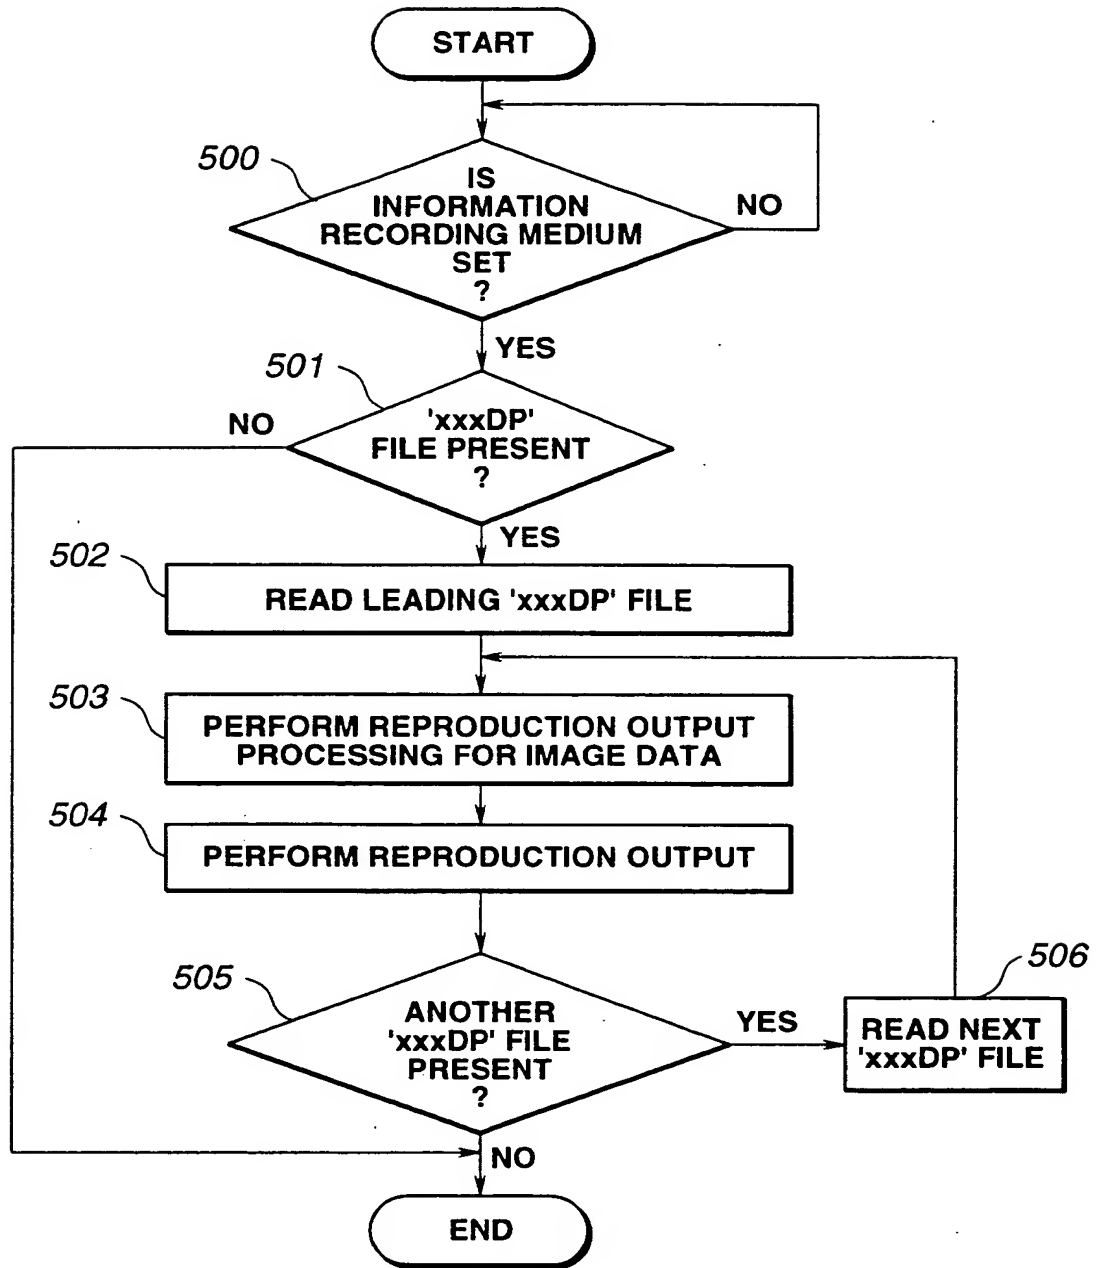 START
500
IS
INFORMATION
RECORDING MEDIUM
SET
?
NO
YES
501
'xxxDP'
FILE PRESENT
?
NO
YES
502
READ LEADING 'xxxDP' FILE
503
PERFORM REPRODUCTION OUTPUT
PROCESSING FOR IMAGE DATA
504
PERFORM REPRODUCTION OUTPUT
505
ANOTHER
'xxxDP' FILE
PRESENT
?
YES
506
READ NEXT
'xxxDP' FILE
NO
END